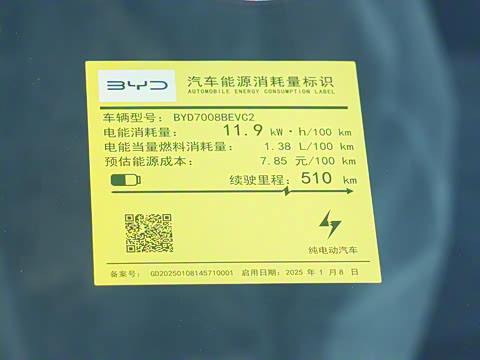 BYD
汽车能源消耗量标识
AUTOMOBILE ENERGY CONSUMPTION LABEL
车辆型号: BYD7008BEVC2
电能消耗量: 11.9 kW·h/100 km
电能当量燃料消耗量: 1.38 L/100 km
预估能源成本: 7.85 元/100 km
续驶里程: 510 km
纯电动汽车
备案号: GD20250108145710001 启用日期: 2025 年 1 月 8 日